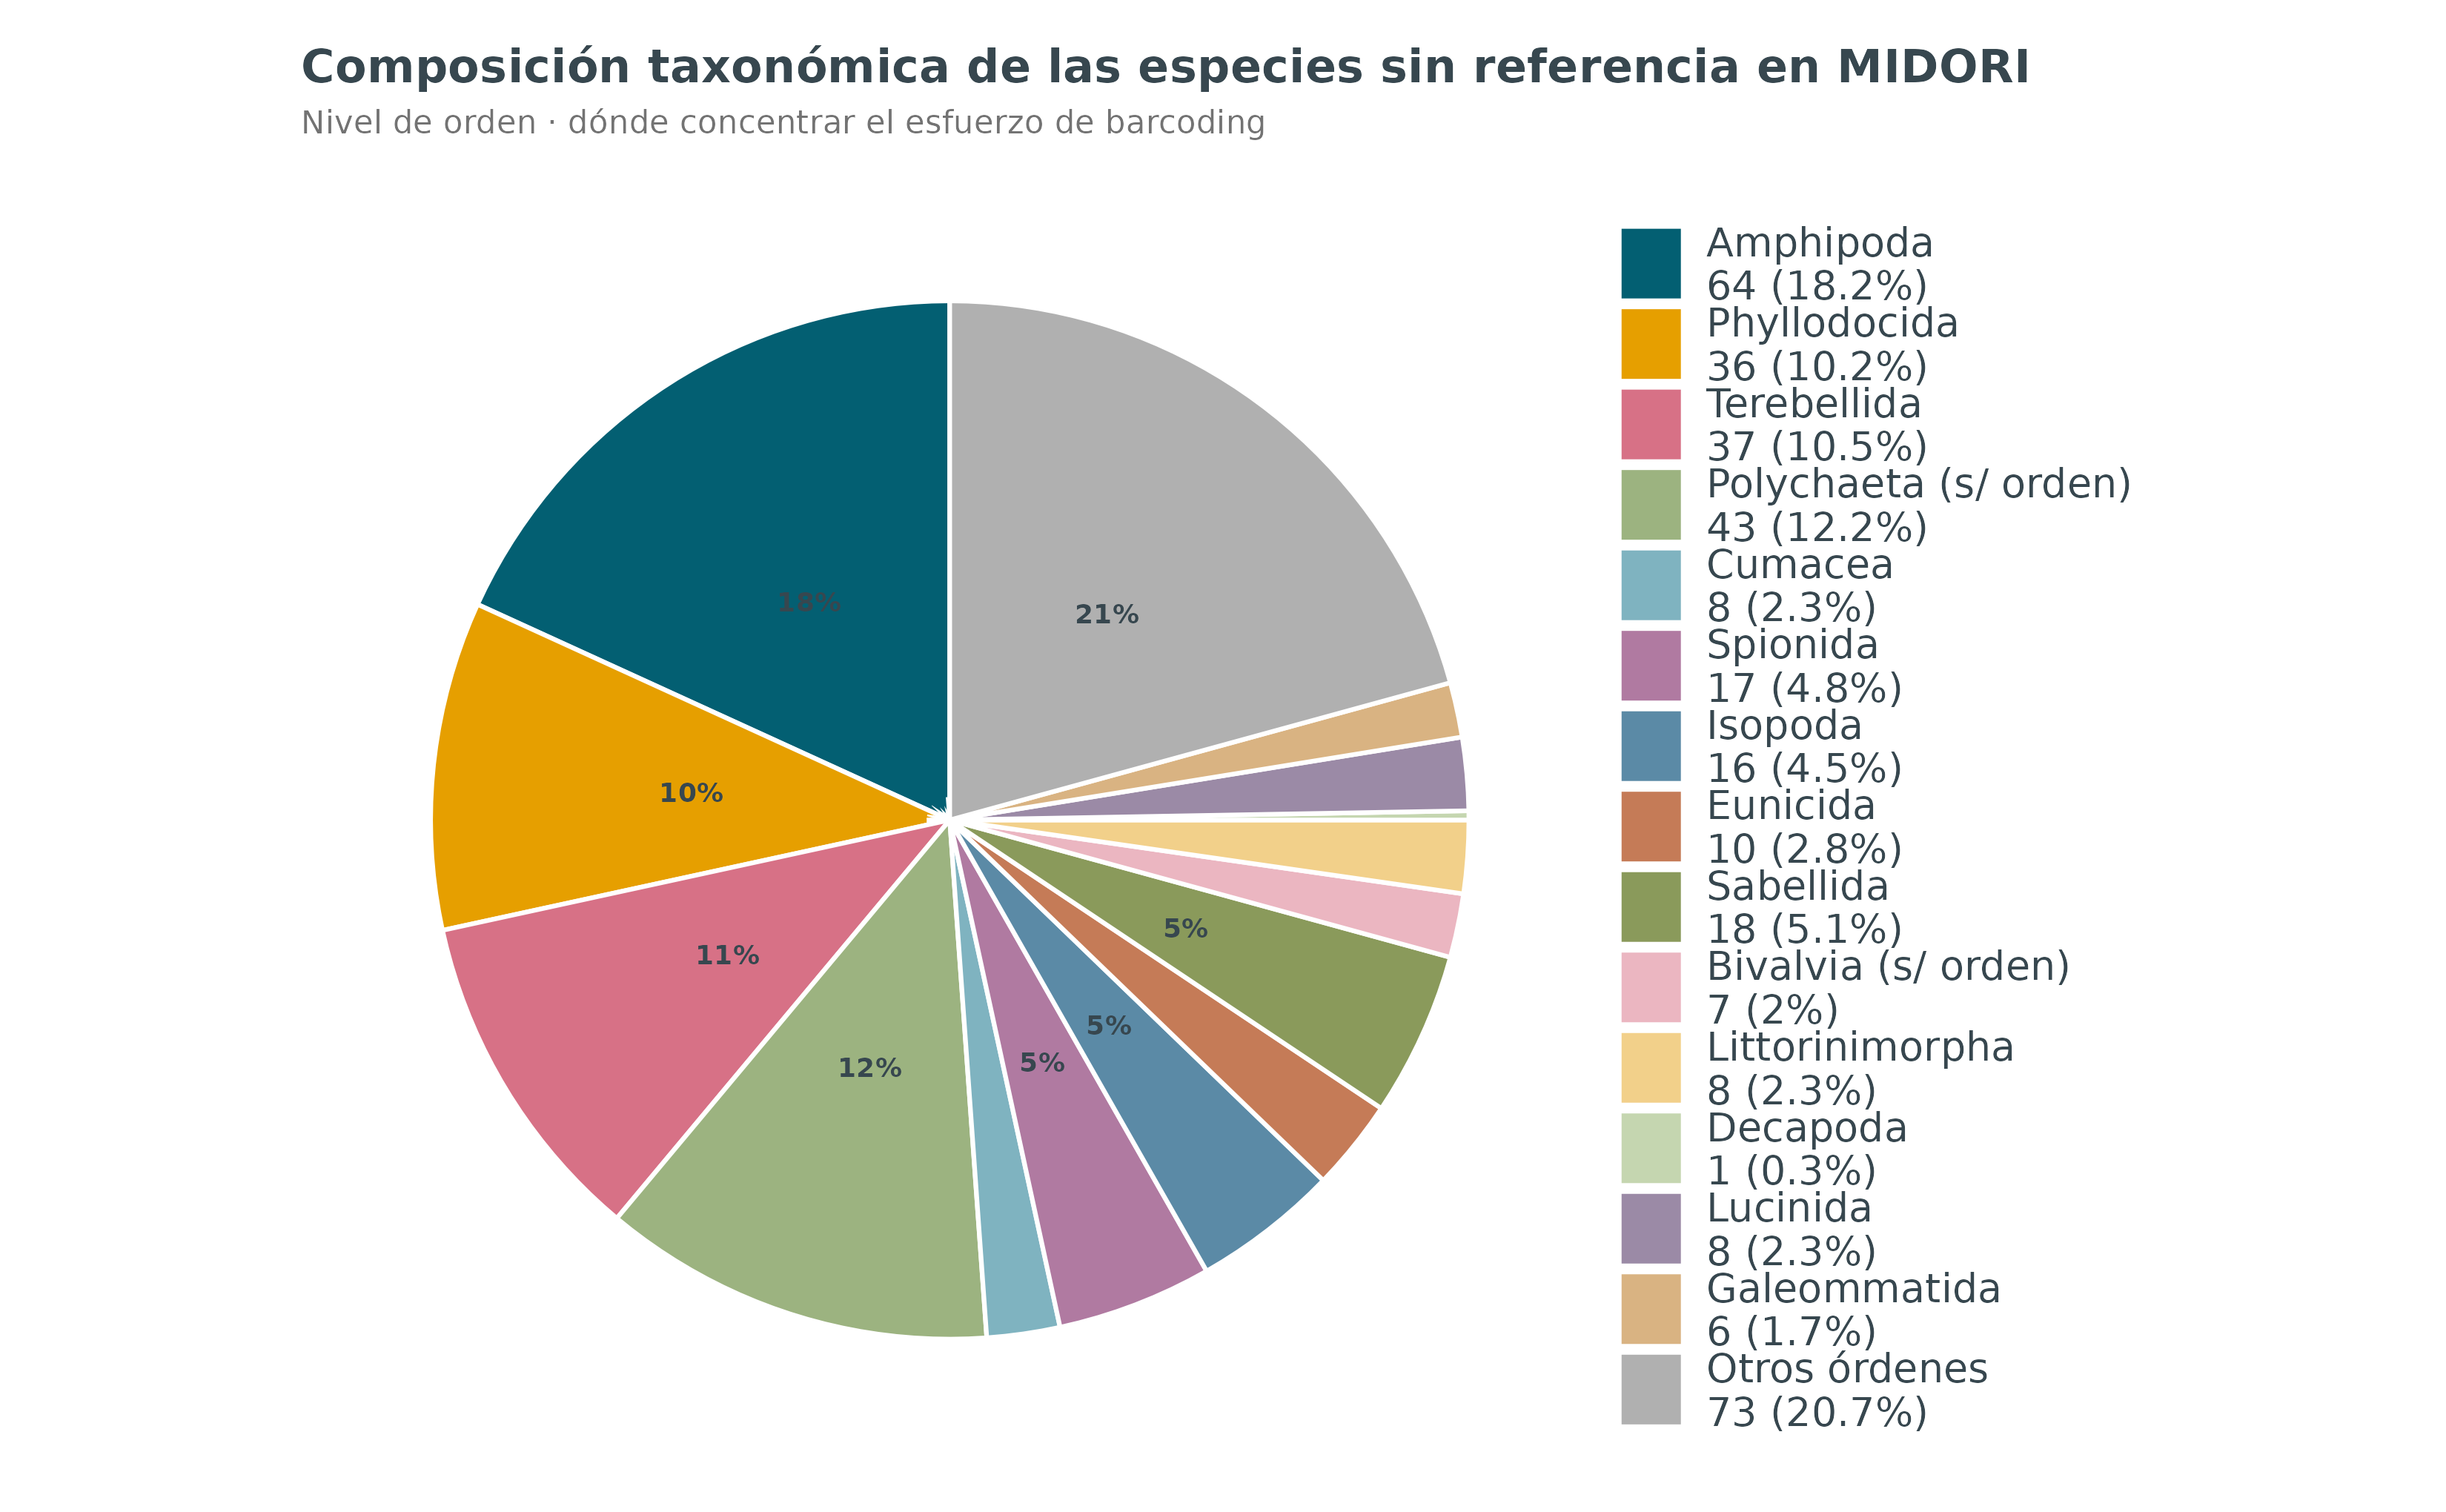 Composición taxonómica de las especies sin referencia en MIDORI
Nivel de orden · dónde concentrar el esfuerzo de barcoding
18%
21%
10%
11%
12%
5%
5%
5%
Amphipoda
64 (18.2%)
Phyllodocida
36 (10.2%)
Terebellida
37 (10.5%)
Polychaeta (s/ orden)
43 (12.2%)
Cumacea
8 (2.3%)
Spionida
17 (4.8%)
Isopoda
16 (4.5%)
Eunicida
10 (2.8%)
Sabellida
18 (5.1%)
Bivalvia (s/ orden)
7 (2%)
Littorinimorpha
8 (2.3%)
Decapoda
1 (0.3%)
Lucinida
8 (2.3%)
Galeommatida
6 (1.7%)
Otros órdenes
73 (20.7%)